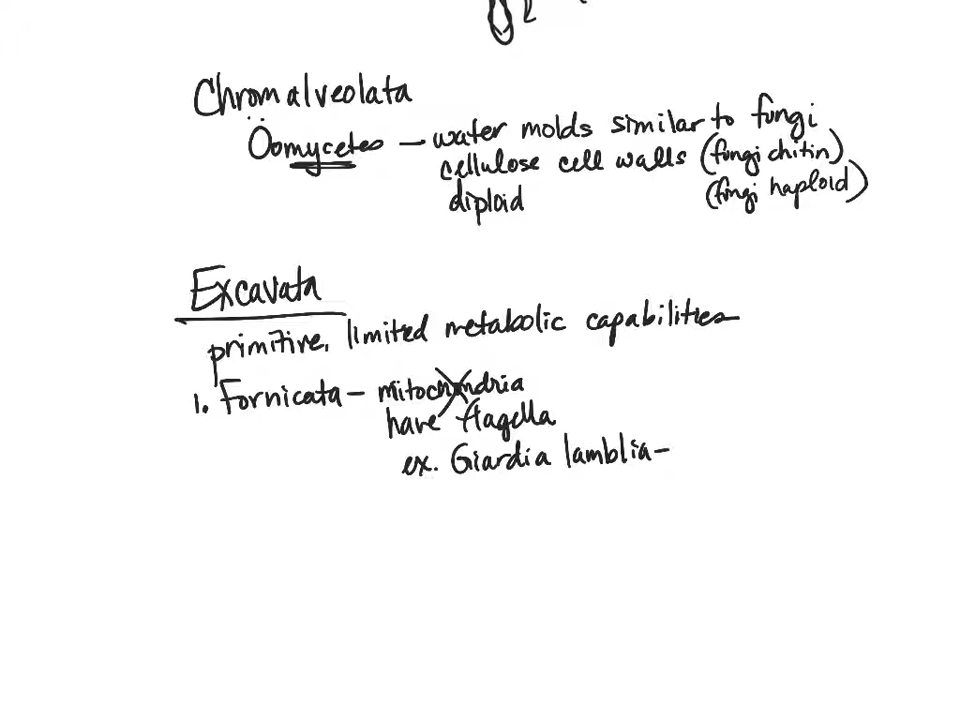 Chromalveolata
Öomycetes — water molds similar to fungi
cellulose cell walls (fungi chitin)
diploid (fungi haploid)
Excavata
primitive, limited metabolic capabilities
1. Fornicata — mitochondria
have flagella
ex. Giardia lamblia —